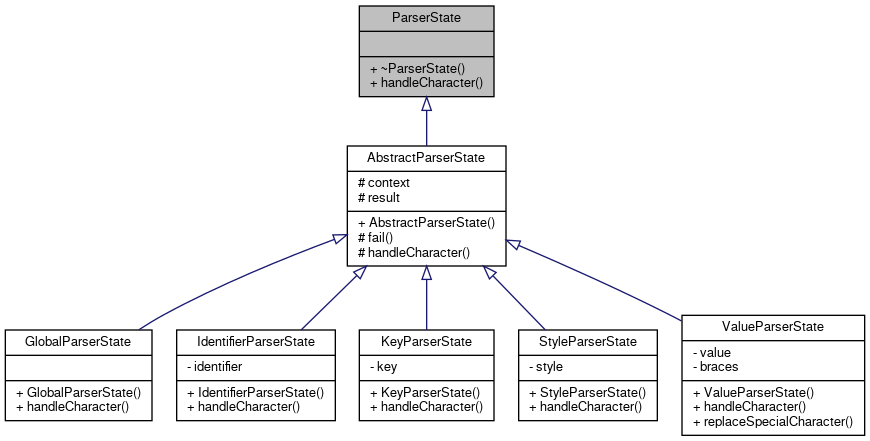 ParserState
+ ~ParserState()
+ handleCharacter()
AbstractParserState
# context
# result
+ AbstractParserState()
# fail()
# handleCharacter()
GlobalParserState
+ GlobalParserState()
+ handleCharacter()
IdentifierParserState
- identifier
+ IdentifierParserState()
+ handleCharacter()
KeyParserState
- key
+ KeyParserState()
+ handleCharacter()
StyleParserState
- style
+ StyleParserState()
+ handleCharacter()
ValueParserState
- value
- braces
+ ValueParserState()
+ handleCharacter()
+ replaceSpecialCharacter()